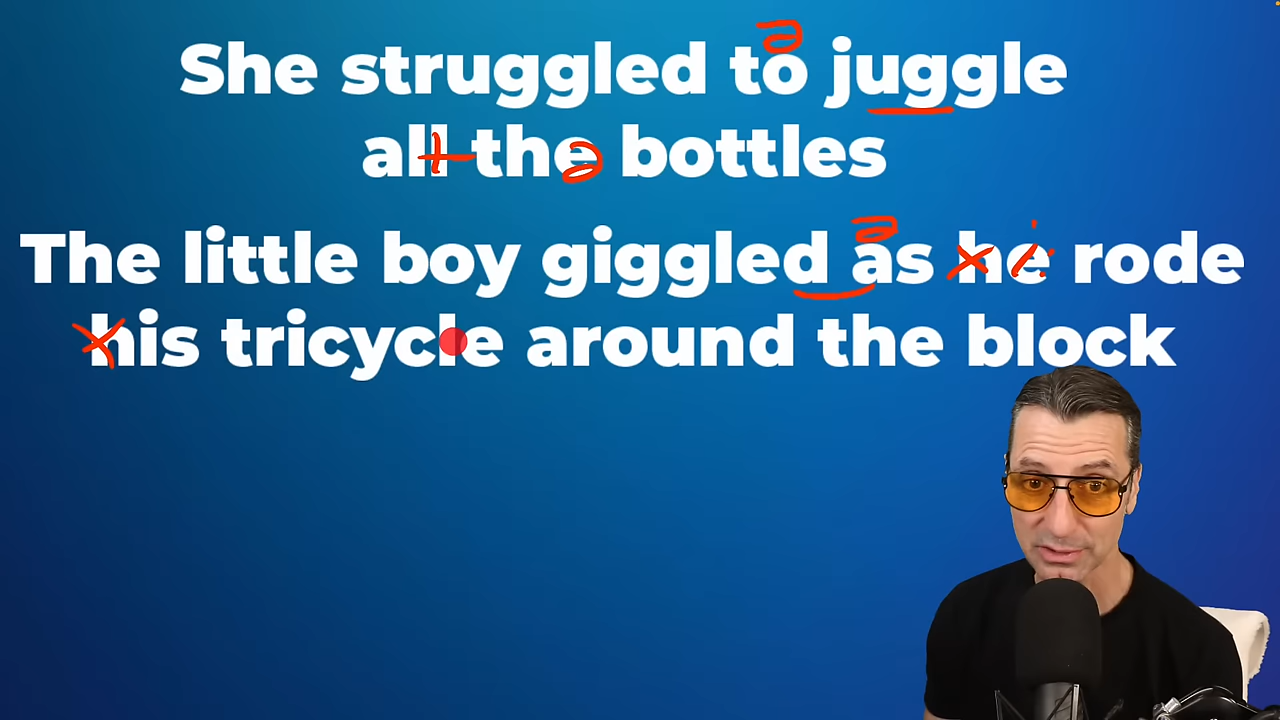 She struggled to juggle
all the bottles
The little boy giggled as he rode
his tricycle around the block